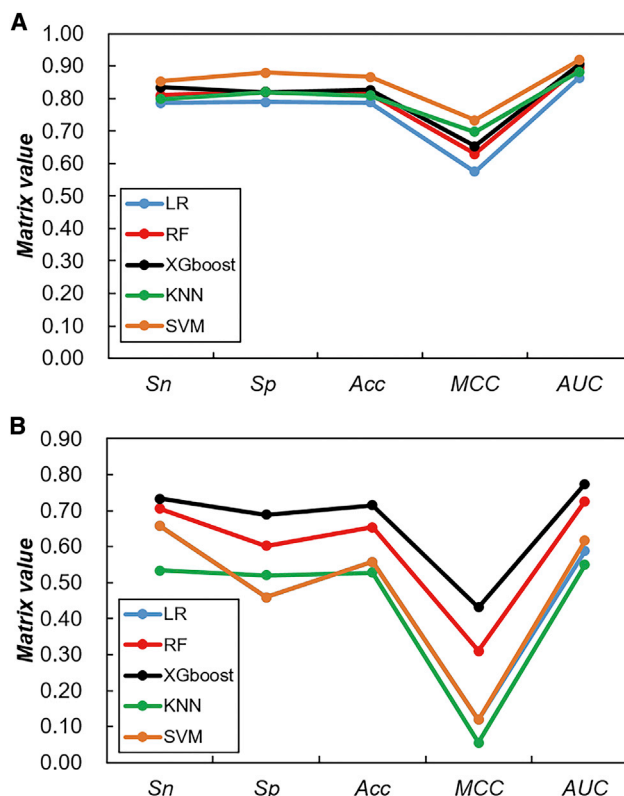 A
Matrix value
1.00
0.90
0.80
0.70
0.60
0.50
0.40
0.30
0.20
0.10
0.00
LR
RF
XGboost
KNN
SVM
Sn Sp Acc MCC AUC
B
Matrix value
0.90
0.80
0.70
0.60
0.50
0.40
0.30
0.20
0.10
0.00
LR
RF
XGboost
KNN
SVM
Sn Sp Acc MCC AUC